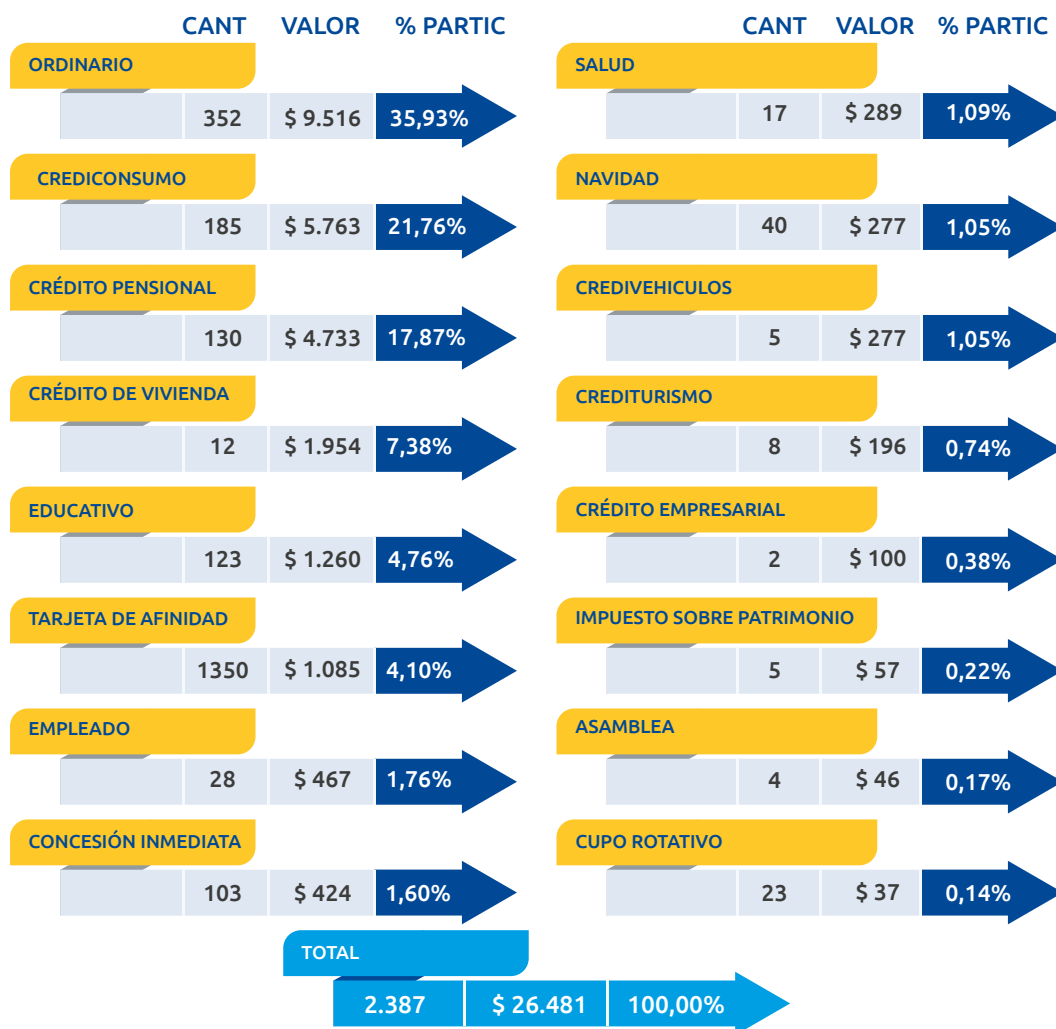 CANT VALOR % PARTIC
ORDINARIO
352 $ 9.516 35,93%
CREDICONSUMO
185 $ 5.763 21,76%
CRÉDITO PENSIONAL
130 $ 4.733 17,87%
CRÉDITO DE VIVIENDA
12 $ 1.954 7,38%
EDUCATIVO
123 $ 1.260 4,76%
TARJETA DE AFINIDAD
1350 $ 1.085 4,10%
EMPLEADO
28 $ 467 1,76%
CONCESIÓN INMEDIATA
103 $ 424 1,60%
CANT VALOR % PARTIC
SALUD
17 $ 289 1,09%
NAVIDAD
40 $ 277 1,05%
CREDIVEHICULOS
5 $ 277 1,05%
CREDITURISMO
8 $ 196 0,74%
CRÉDITO EMPRESARIAL
2 $ 100 0,38%
IMPUESTO SOBRE PATRIMONIO
5 $ 57 0,22%
ASAMBLEA
4 $ 46 0,17%
CUPO ROTATIVO
23 $ 37 0,14%
TOTAL
2.387 $ 26.481 100,00%